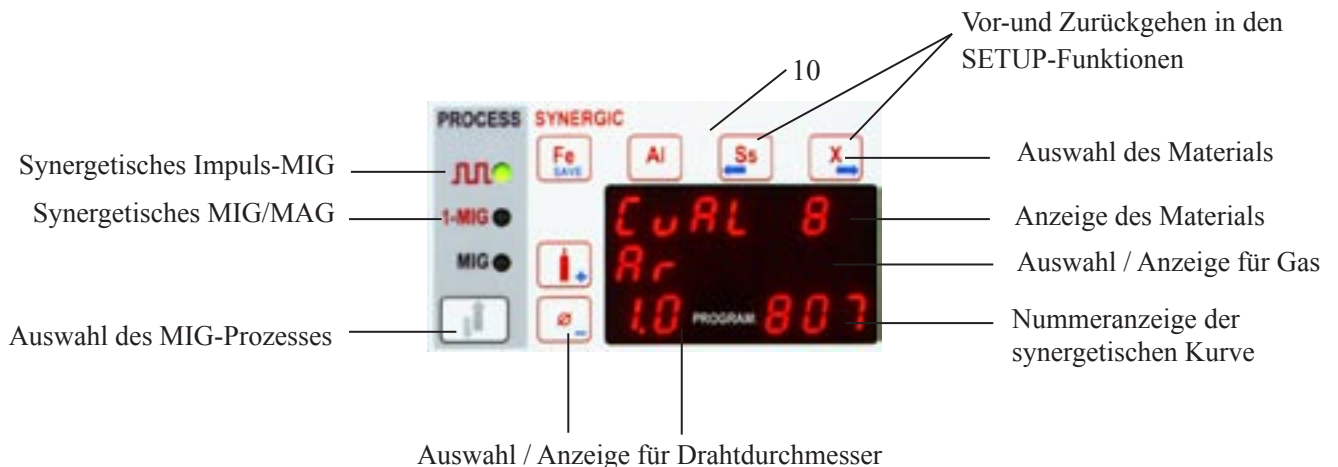 Vor-und Zurückgehen in den
SETUP-Funktionen
10
PROCESS SYNERGIC
Fe
SAVE
Al
Ss
X
Synergetisches Impuls-MIG
Auswahl des Materials
Synergetisches MIG/MAG
1-MIG
CuAL 8
Anzeige des Materials
MIG
Ar
Auswahl / Anzeige für Gas
Auswahl des MIG-Prozesses
ø
1.0 PROGRAM 807
Nummeranzeige der
synergetischen Kurve
Auswahl / Anzeige für Drahtdurchmesser